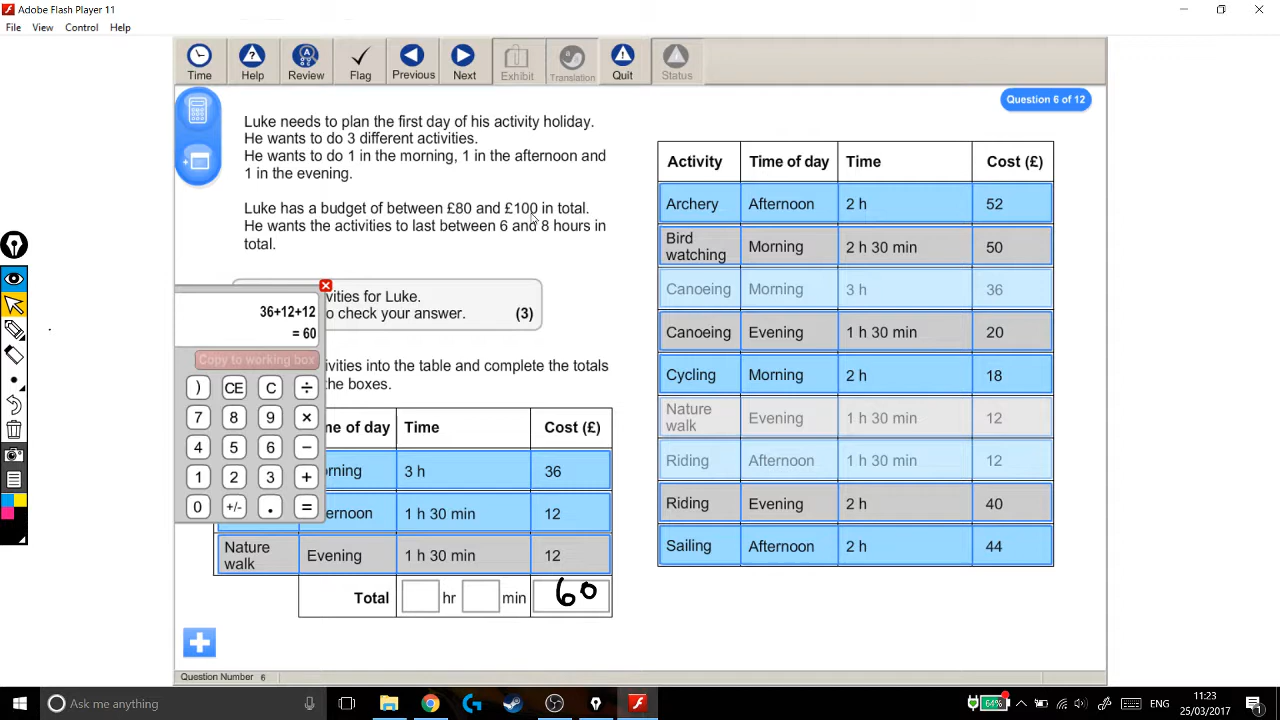 Adobe Flash Player 11
File View Control Help
Time Help Review Flag Previous Next Exhibit Translation Quit Status
Question 6 of 12
Luke needs to plan the first day of his activity holiday.
He wants to do 3 different activities.
He wants to do 1 in the morning, 1 in the afternoon and
1 in the evening.
Luke has a budget of between £80 and £100 in total.
He wants the activities to last between 6 and 8 hours in
total.
vities for Luke.
o check your answer. (3)
36+12+12
= 60
Copy to working box
) CE C ÷
7 8 9 ×
4 5 6 −
1 2 3 +
0 +/- . =
ivities into the table and complete the totals
the boxes.
me of day Time Cost (£)
rning 3 h 36
ernoon 1 h 30 min 12
Nature
walk Evening 1 h 30 min 12
Total hr min 60
Activity Time of day Time Cost (£)
Archery Afternoon 2 h 52
Bird
watching Morning 2 h 30 min 50
Canoeing Morning 3 h 36
Canoeing Evening 1 h 30 min 20
Cycling Morning 2 h 18
Nature
walk Evening 1 h 30 min 12
Riding Afternoon 1 h 30 min 12
Riding Evening 2 h 40
Sailing Afternoon 2 h 44
Question Number 6
Ask me anything
64% ENG 11:23
25/03/2017